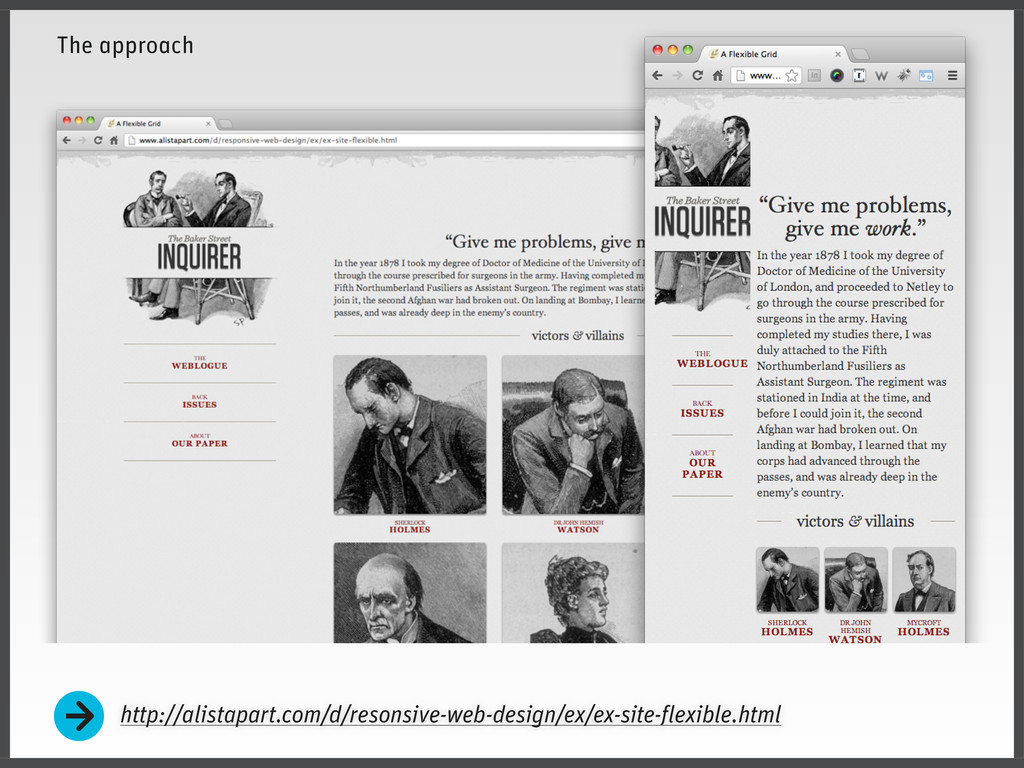 The approach
A Flexible Grid
www.alistapart.com/d/responsive-web-design/ex/ex-site-flexible.html
The Baker Street
INQUIRER
THE
WEBLOGUE
BACK
ISSUES
ABOUT
OUR PAPER
“Give me problems, give n
In the year 1878 I took my degree of Doctor of Medicine of the University of L
through the course prescribed for surgeons in the army. Having completed my
Fifth Northumberland Fusiliers as Assistant Surgeon. The regiment was stati
join it, the second Afghan war had broken out. On landing at Bombay, I learne
passes, and was already deep in the enemy’s country.
victors & villains
SHERLOCK
HOLMES
DR JOHN HEMISH
WATSON
A Flexible Grid
www...
The Baker Street
INQUIRER
THE
WEBLOGUE
BACK
ISSUES
ABOUT
OUR
PAPER
“Give me problems,
give me work.”
In the year 1878 I took my degree of
Doctor of Medicine of the University
of London, and proceeded to Netley to
go through the course prescribed for
surgeons in the army. Having
completed my studies there, I was
duly attached to the Fifth
Northumberland Fusiliers as
Assistant Surgeon. The regiment was
stationed in India at the time, and
before I could join it, the second
Afghan war had broken out. On
landing at Bombay, I learned that my
corps had advanced through the
passes, and was already deep in the
enemy’s country.
victors & villains
SHERLOCK
HOLMES
DR JOHN
HEMISH
WATSON
MYCROFT
HOLMES
http://alistapart.com/d/resonsive-web-design/ex/ex-site-flexible.html